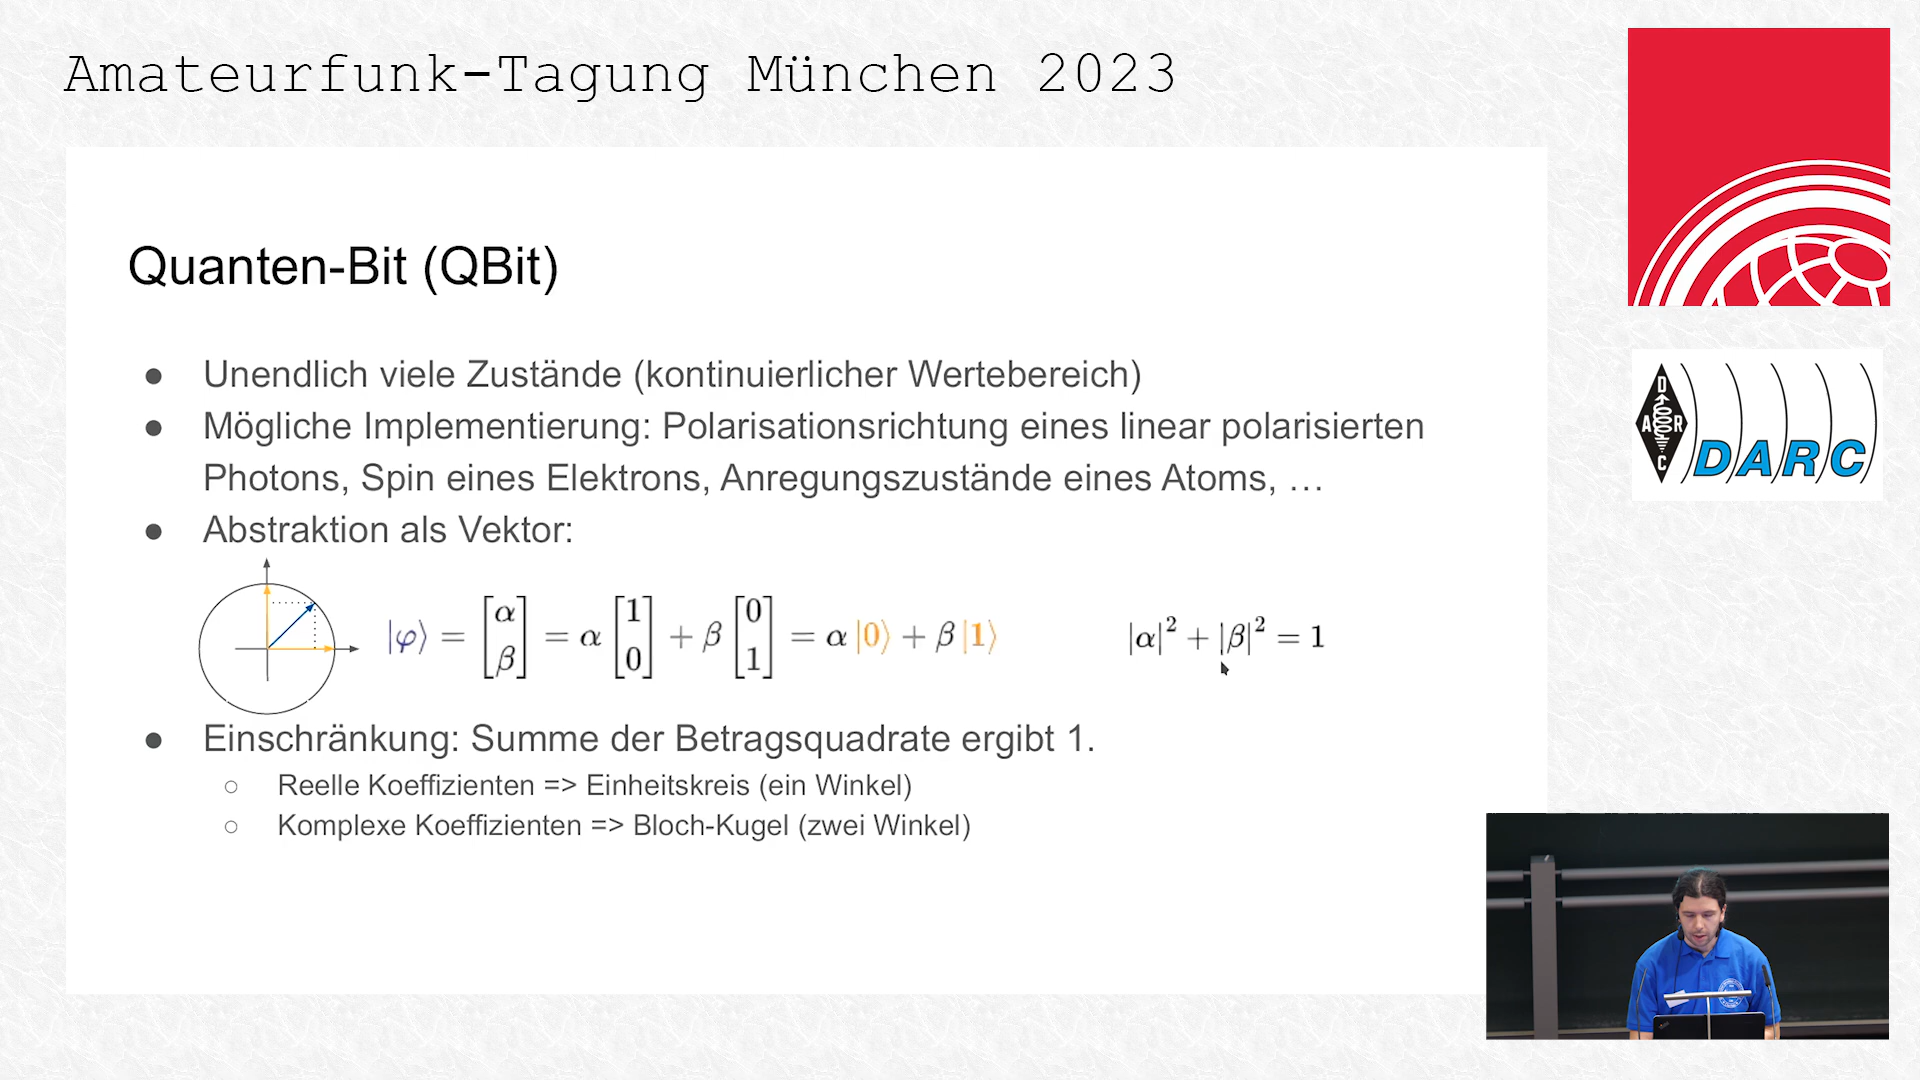 Amateurfunk-Tagung München 2023
Quanten-Bit (QBit)
● Unendlich viele Zustände (kontinuierlicher Wertebereich)
● Mögliche Implementierung: Polarisationsrichtung eines linear polarisierten
Photons, Spin eines Elektrons, Anregungszustände eines Atoms, …
● Abstraktion als Vektor:
|φ⟩ = [α β] = α [1 0] + β [0 1] = α |0⟩ + β |1⟩
|α|² + |β|² = 1
● Einschränkung: Summe der Betragsquadrate ergibt 1.
○ Reelle Koeffizienten => Einheitskreis (ein Winkel)
○ Komplexe Koeffizienten => Bloch-Kugel (zwei Winkel)
D
A R
C
DARC